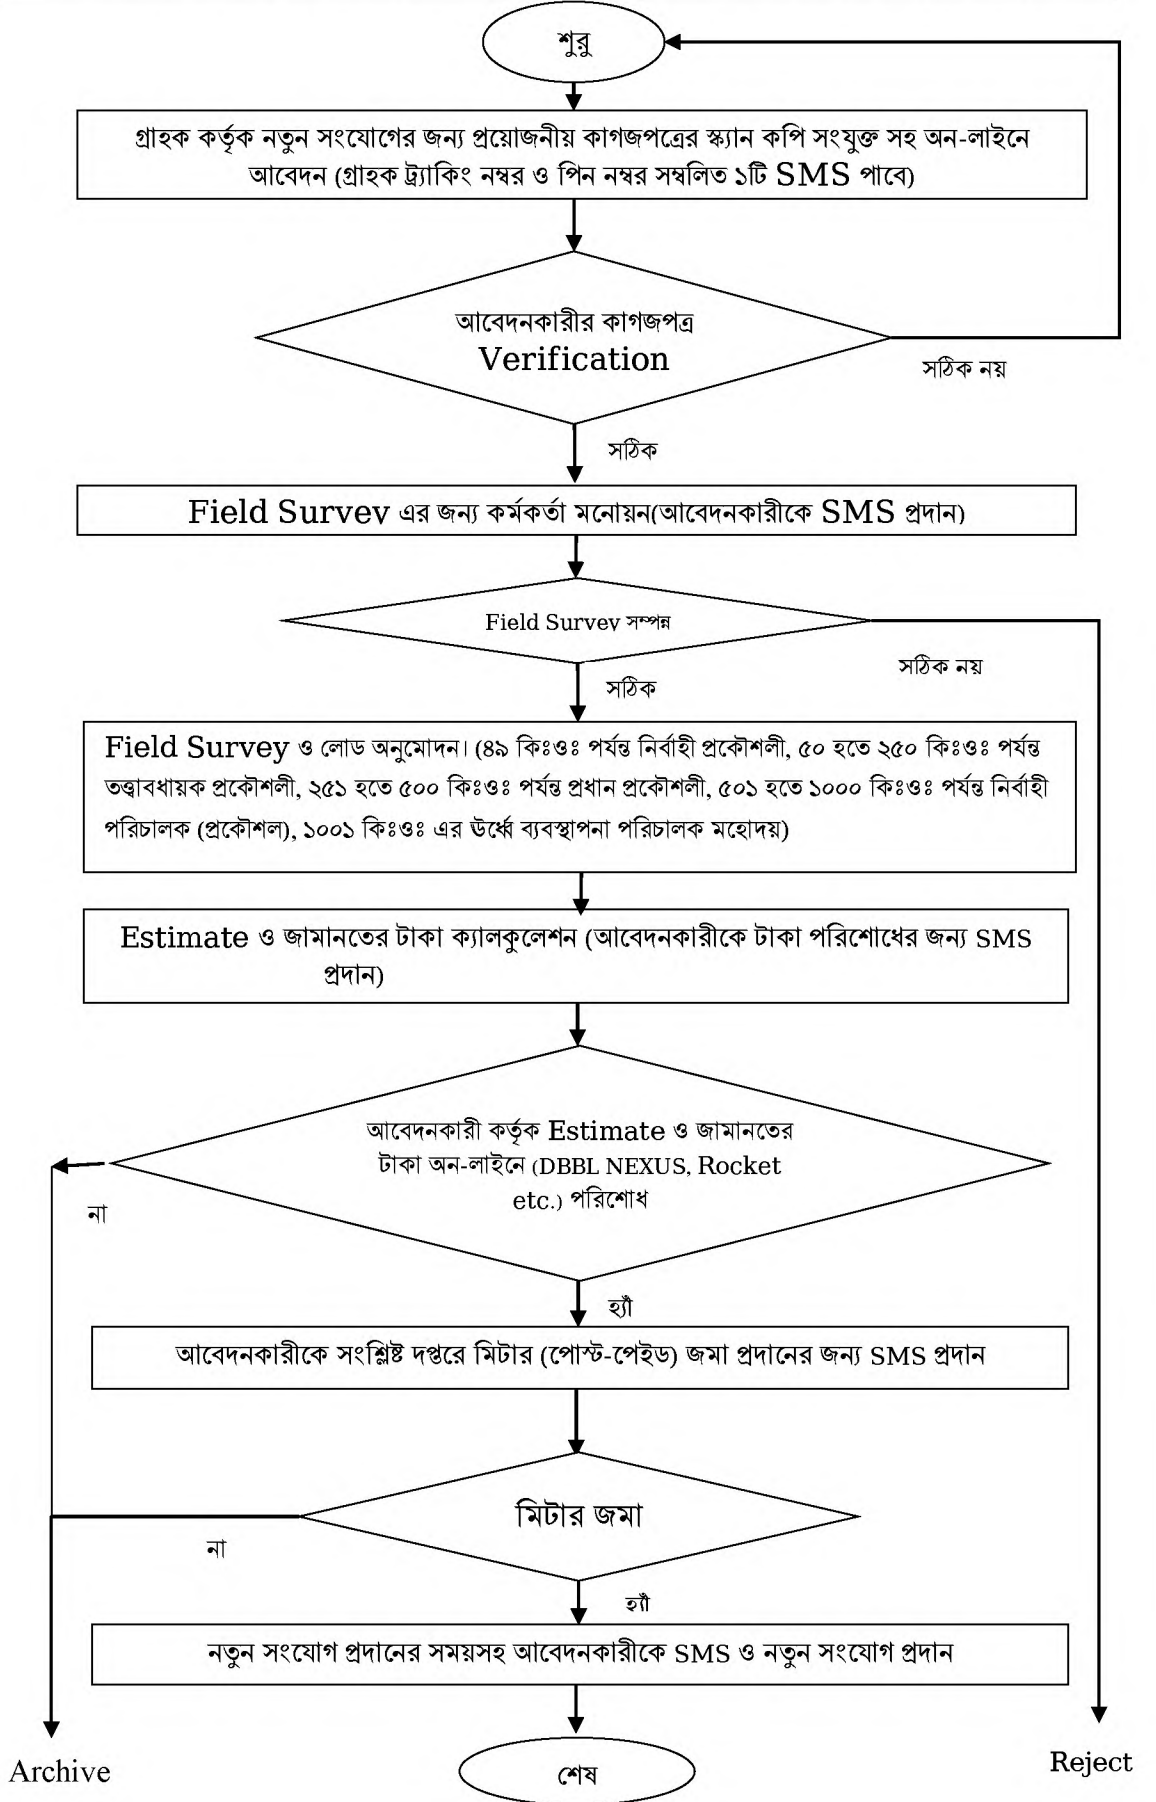 শুরু
গ্রাহক কর্তৃক নতুন সংযোগের জন্য প্রয়োজনীয় কাগজপত্রের স্ক্যান কপি সংযুক্ত সহ অন-লাইনে
আবেদন (গ্রাহক ট্র্যাকিং নম্বর ও পিন নম্বর সম্বলিত ১টি SMS পাবে)
আবেদনকারীর কাগজপত্র
Verification
সঠিক নয়
সঠিক
Field Survey এর জন্য কর্মকর্তা মনোয়ন(আবেদনকারীকে SMS প্রদান)
Field Survey সম্পন্ন
সঠিক নয়
সঠিক
Field Survey ও লোড অনুমোদন। (৪৯ কিঃওঃ পর্যন্ত নির্বাহী প্রকৌশলী, ৫০ হতে ২৫০ কিঃওঃ পর্যন্ত
তত্ত্বাবধায়ক প্রকৌশলী, ২৫১ হতে ৫০০ কিঃওঃ পর্যন্ত প্রধান প্রকৌশলী, ৫০১ হতে ১০০০ কিঃওঃ পর্যন্ত নির্বাহী
পরিচালক (প্রকৌশল), ১০০১ কিঃওঃ এর ঊর্ধ্বে ব্যবস্থাপনা পরিচালক মহোদয়)
Estimate ও জামানতের টাকা ক্যালকুলেশন (আবেদনকারীকে টাকা পরিশোধের জন্য SMS
প্রদান)
আবেদনকারী কর্তৃক Estimate ও জামানতের
টাকা অন-লাইনে (DBBL NEXUS, Rocket
etc.) পরিশোধ
না
হ্যাঁ
আবেদনকারীকে সংশ্লিষ্ট দপ্তরে মিটার (পোস্ট-পেইড) জমা প্রদানের জন্য SMS প্রদান
মিটার জমা
না
হ্যাঁ
নতুন সংযোগ প্রদানের সময়সহ আবেদনকারীকে SMS ও নতুন সংযোগ প্রদান
Archive
শেষ
Reject